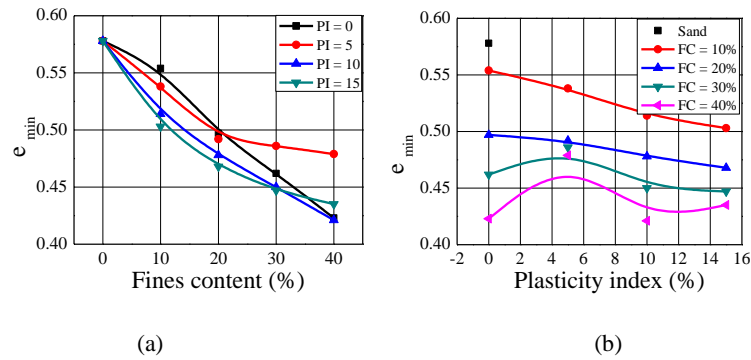 (a)
0.60
0.55
0.50
0.45
0.40
e min
PI = 0
PI = 5
PI = 10
PI = 15
0 10 20 30 40
Fines content (%)
(b)
0.60
0.55
0.50
0.45
0.40
e min
Sand
FC = 10%
FC = 20%
FC = 30%
FC = 40%
-2 0 2 4 6 8 10 12 14 16
Plasticity index (%)
(a) (b)